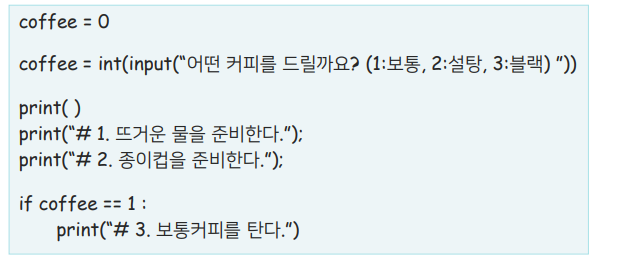 coffee = 0
coffee = int(input(“어떤 커피를 드릴까요? (1:보통, 2:설탕, 3:블랙) ”))
print( )
print(“# 1. 뜨거운 물을 준비한다.”);
print(“# 2. 종이컵을 준비한다.”);
if coffee == 1 :
print(“# 3. 보통커피를 탄다.”)